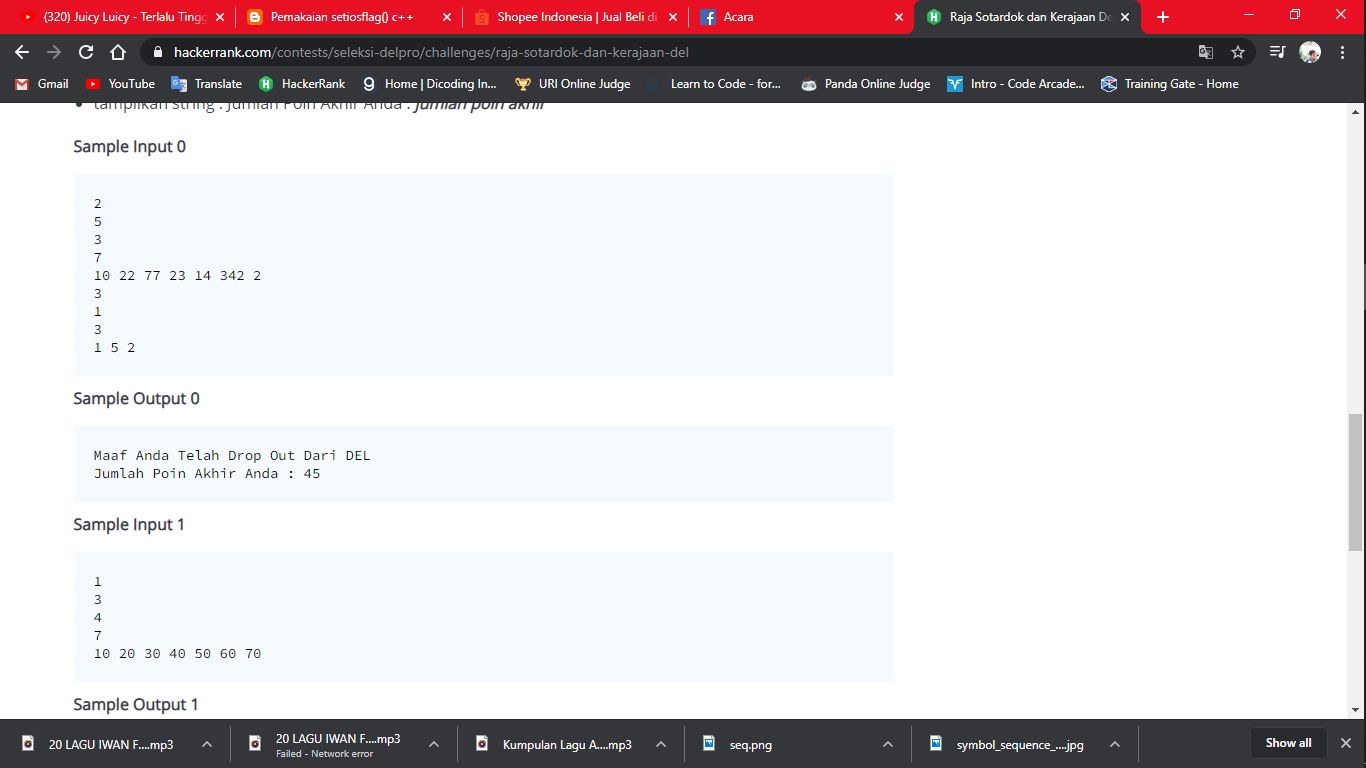 (320) Juicy Luicy - Terlalu Tingg
Pemakaian setiosflag() c++
Shopee Indonesia | Jual Beli di
Acara
Raja Sotardok dan Kerajaan De
hackerrank.com/contests/seleksi-delpro/challenges/raja-sotardok-dan-kerajaan-del
Gmail
YouTube
Translate
HackerRank
Home | Dicoding In...
URI Online Judge
Learn to Code - for...
Panda Online Judge
Intro - Code Arcade...
Training Gate - Home
tampilkan string : Jumlah Poin Akhir Anda : jumlah poin akhir
Sample Input 0
2
5
3
7
10 22 77 23 14 342 2
3
1
3
1 5 2
Sample Output 0
Maaf Anda Telah Drop Out Dari DEL
Jumlah Poin Akhir Anda : 45
Sample Input 1
1
3
4
7
10 20 30 40 50 60 70
Sample Output 1
20 LAGU IWAN F....mp3
20 LAGU IWAN F....mp3
Failed - Network error
Kumpulan Lagu A....mp3
seq.png
symbol_sequence_....jpg
Show all